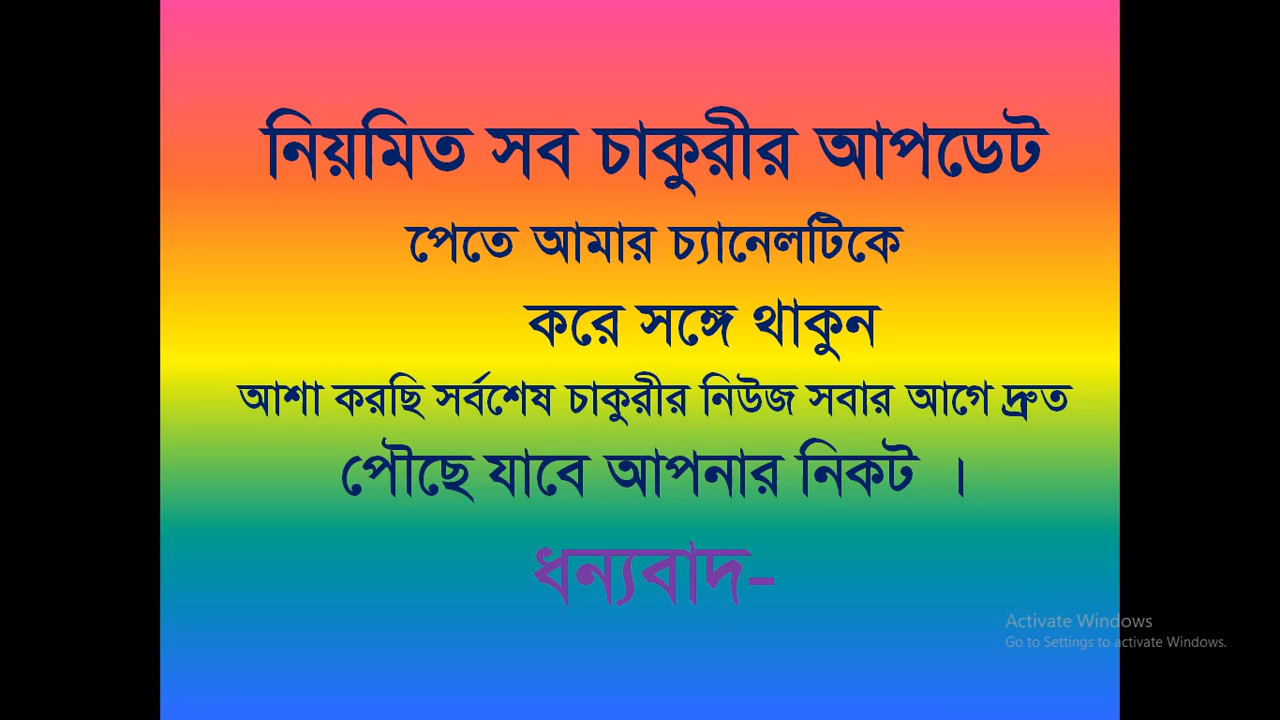 নিয়মিত সব চাকুরীর আপডেট
পেতে আমার চ্যানেলটিকে
করে সঙ্গে থাকুন
আশা করছি সর্বশেষ চাকুরীর নিউজ সবার আগে দ্রুত
পৌছে যাবে আপনার নিকট ।
ধন্যবাদ-
Activate Windows
Go to Settings to activate Windows.